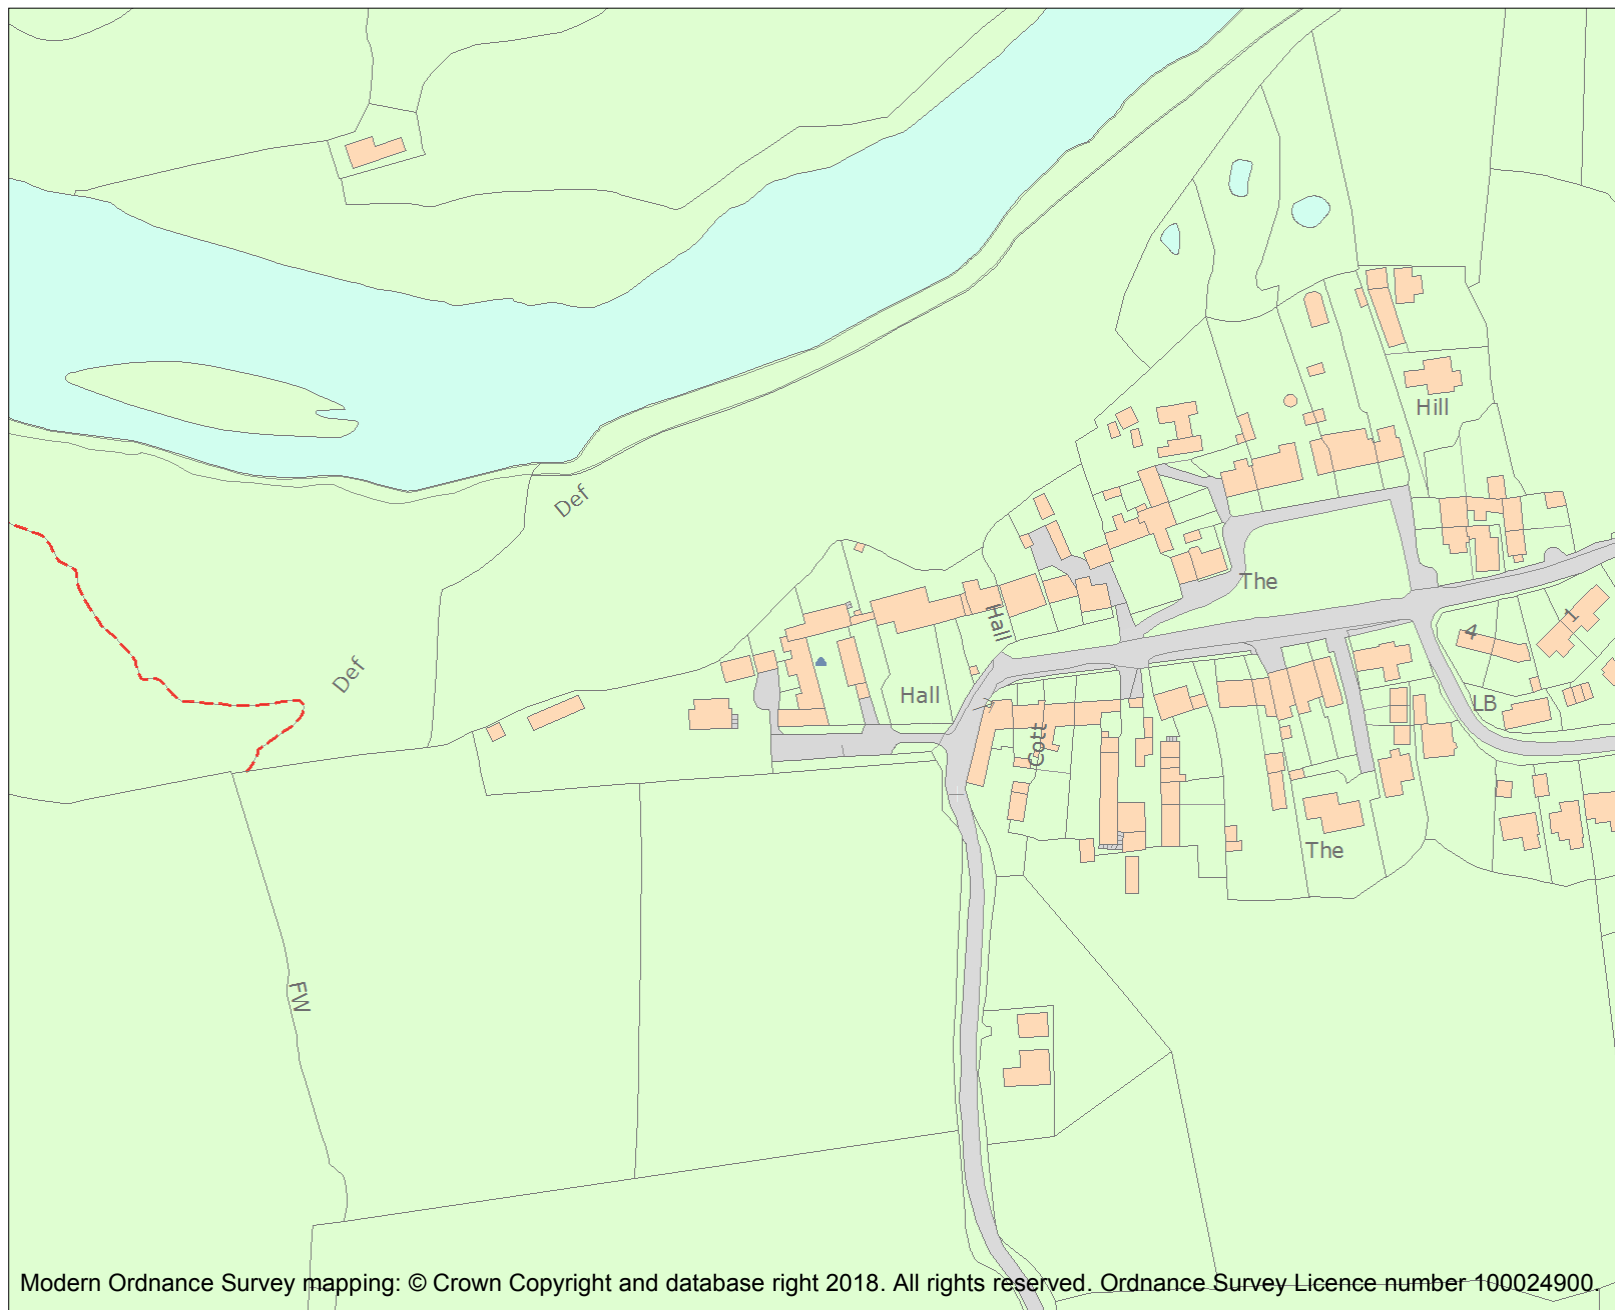 Hill
Def
The
Hall
1
4
Def
Hall
LB
Cott
The
FW
Modern Ordnance Survey mapping: © Crown Copyright and database right 2018. All rights reserved. Ordnance Survey Licence number 100024900.